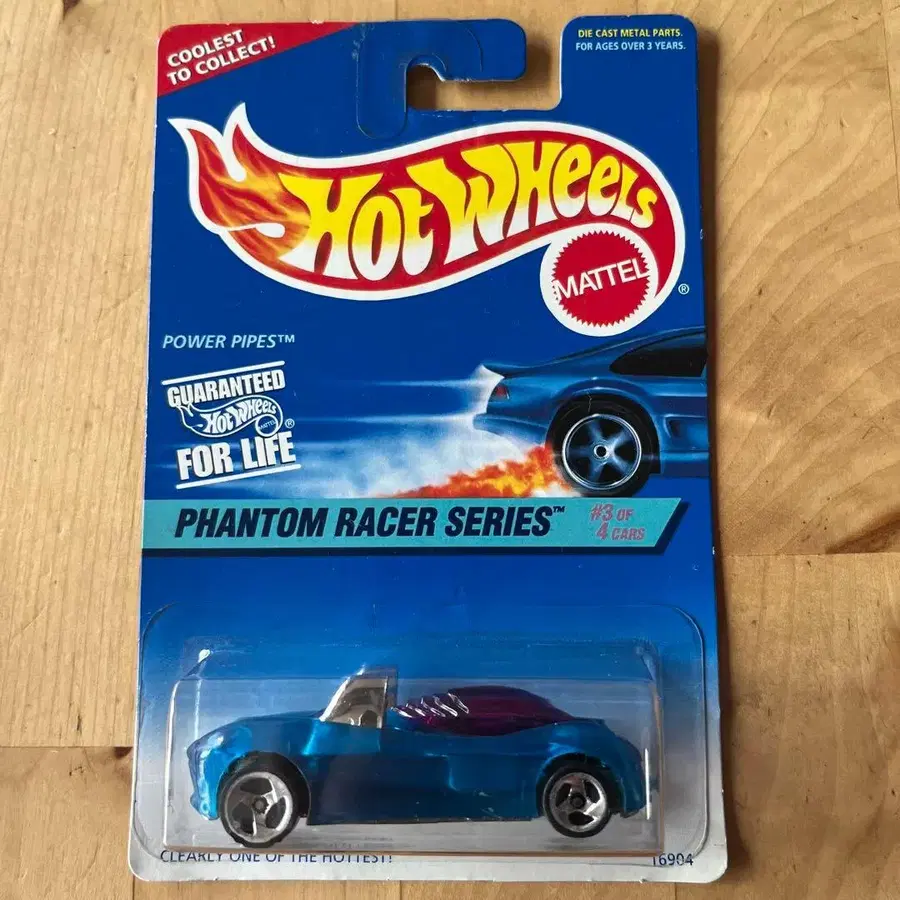 COOLEST
TO COLLECT!
DIE CAST METAL PARTS.
FOR AGES OVER 3 YEARS.
HOT WHEELS
MATTEL
®
POWER PIPES™
GUARANTEED
HOT WHEELS
MATTEL
®
FOR LIFE
PHANTOM RACER SERIES™
#3 OF
4 CARS
CLEARLY ONE OF THE HOTTEST!
16904